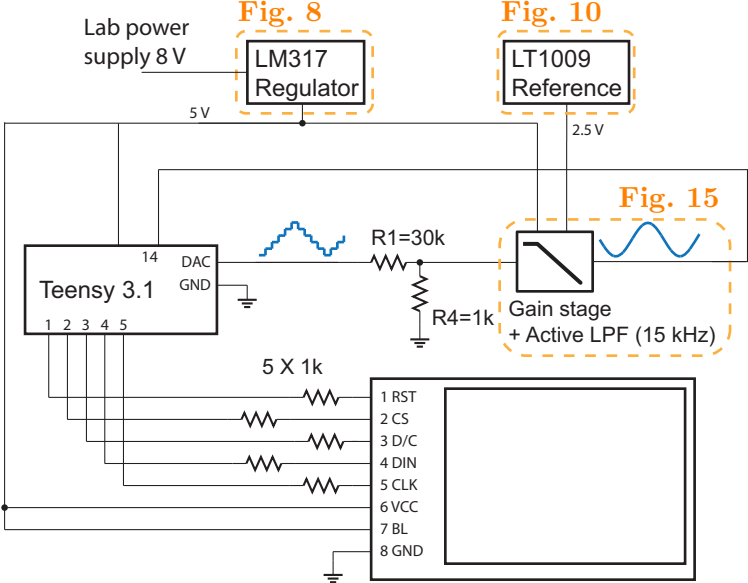 Fig. 8
Fig. 10
Lab power
supply 8 V
LM317
Regulator
LT1009
Reference
5 V
2.5 V
Fig. 15
14
DAC
GND
Teensy 3.1
1 2 3 4 5
R1=30k
R4=1k
Gain stage
+ Active LPF (15 kHz)
5 X 1k
1 RST
2 CS
3 D/C
4 DIN
5 CLK
6 VCC
7 BL
8 GND